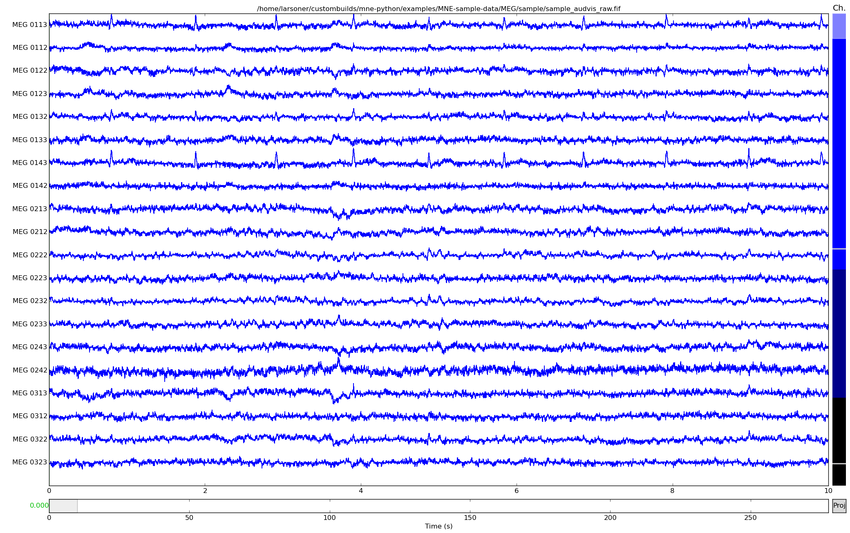 /home/larsoner/custombuilds/mne-python/examples/MNE-sample-data/MEG/sample/sample_audvis_raw.fif
Ch.
MEG 0113
MEG 0112
MEG 0122
MEG 0123
MEG 0132
MEG 0133
MEG 0143
MEG 0142
MEG 0213
MEG 0212
MEG 0222
MEG 0223
MEG 0232
MEG 0233
MEG 0243
MEG 0242
MEG 0313
MEG 0312
MEG 0322
MEG 0323
0 2 4 6 8 10
0.000
Proj
0 50 100 150 200 250
Time (s)